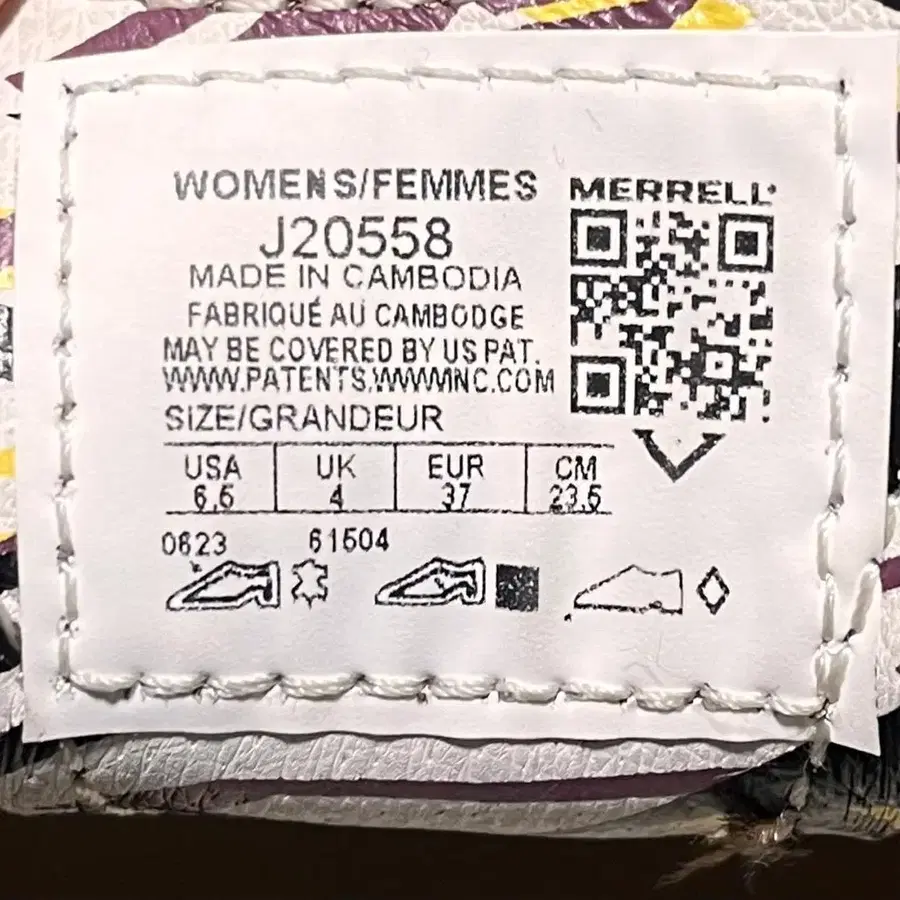 WOMENS/FEMMES
MERRELL
J20558
MADE IN CAMBODIA
FABRIQUÉ AU CAMBODGE
MAY BE COVERED BY US PAT.
WWW.PATENTS.WWWINC.COM
SIZE/GRANDEUR
USA UK EUR CM
6,5 4 37 23.5
0623 61504